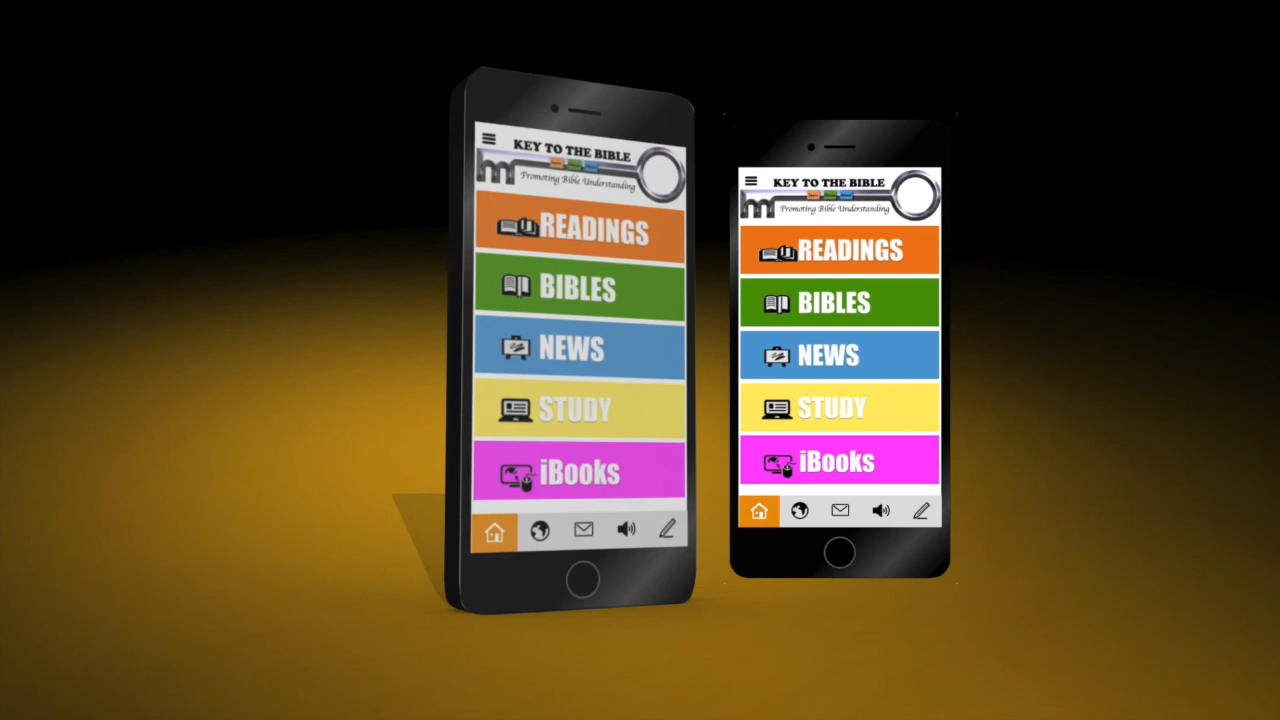 KEY TO THE BIBLE
Promoting Bible Understanding
READINGS
BIBLES
NEWS
STUDY
iBooks
KEY TO THE BIBLE
Promoting Bible Understanding
READINGS
BIBLES
NEWS
STUDY
iBooks